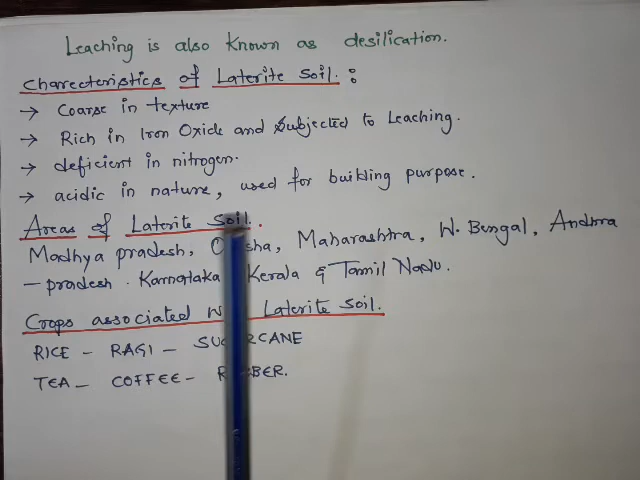 Leaching is also known as desilication.
Charecteristics of Laterite soil. :
→ Coarse in texture
→ Rich in Iron Oxide and Subjected to Leaching.
→ deficient in nitrogen.
→ acidic in nature, used for building purpose.
Areas of Laterite soil.
Madhya pradesh, Maharashtra, W. Bengal, Andhra
– pradesh. Karnataka Kerala & Tamil Nadu.
Crops associated Laterite soil.
RICE – RAGI –
TEA – COFFEE –